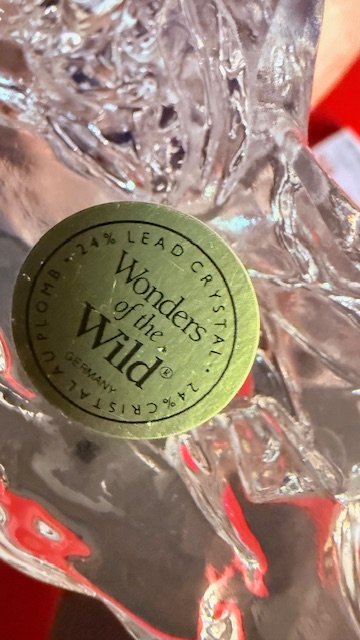 24% LEAD CRYSTAL • 24% CRISTAL AU PLOMB •
Wonders
of the
Wild®
GERMANY